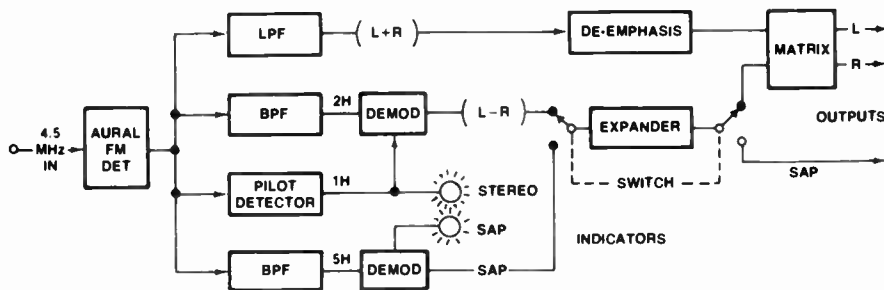 4.5
MHz
IN
AURAL
FM
DET
LPF
(L+R)
DE-EMPHASIS
MATRIX
L
R
OUTPUTS
BPF
2H
DEMOD
(L−R)
EXPANDER
SWITCH
SAP
PILOT
DETECTOR
1H
STEREO
SAP
INDICATORS
BPF
5H
DEMOD
SAP